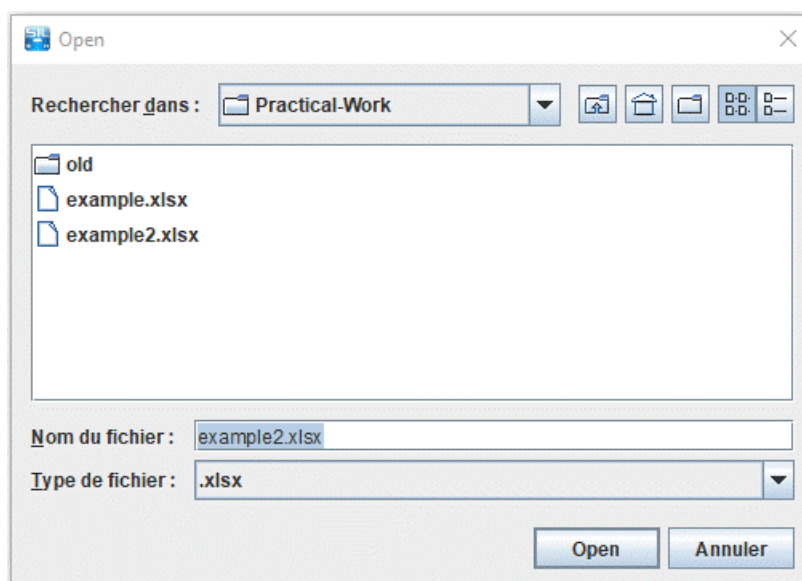 Open
Rechercher dans : Practical-Work
old
example.xlsx
example2.xlsx
Nom du fichier : example2.xlsx
Type de fichier : .xlsx
Open Annuler